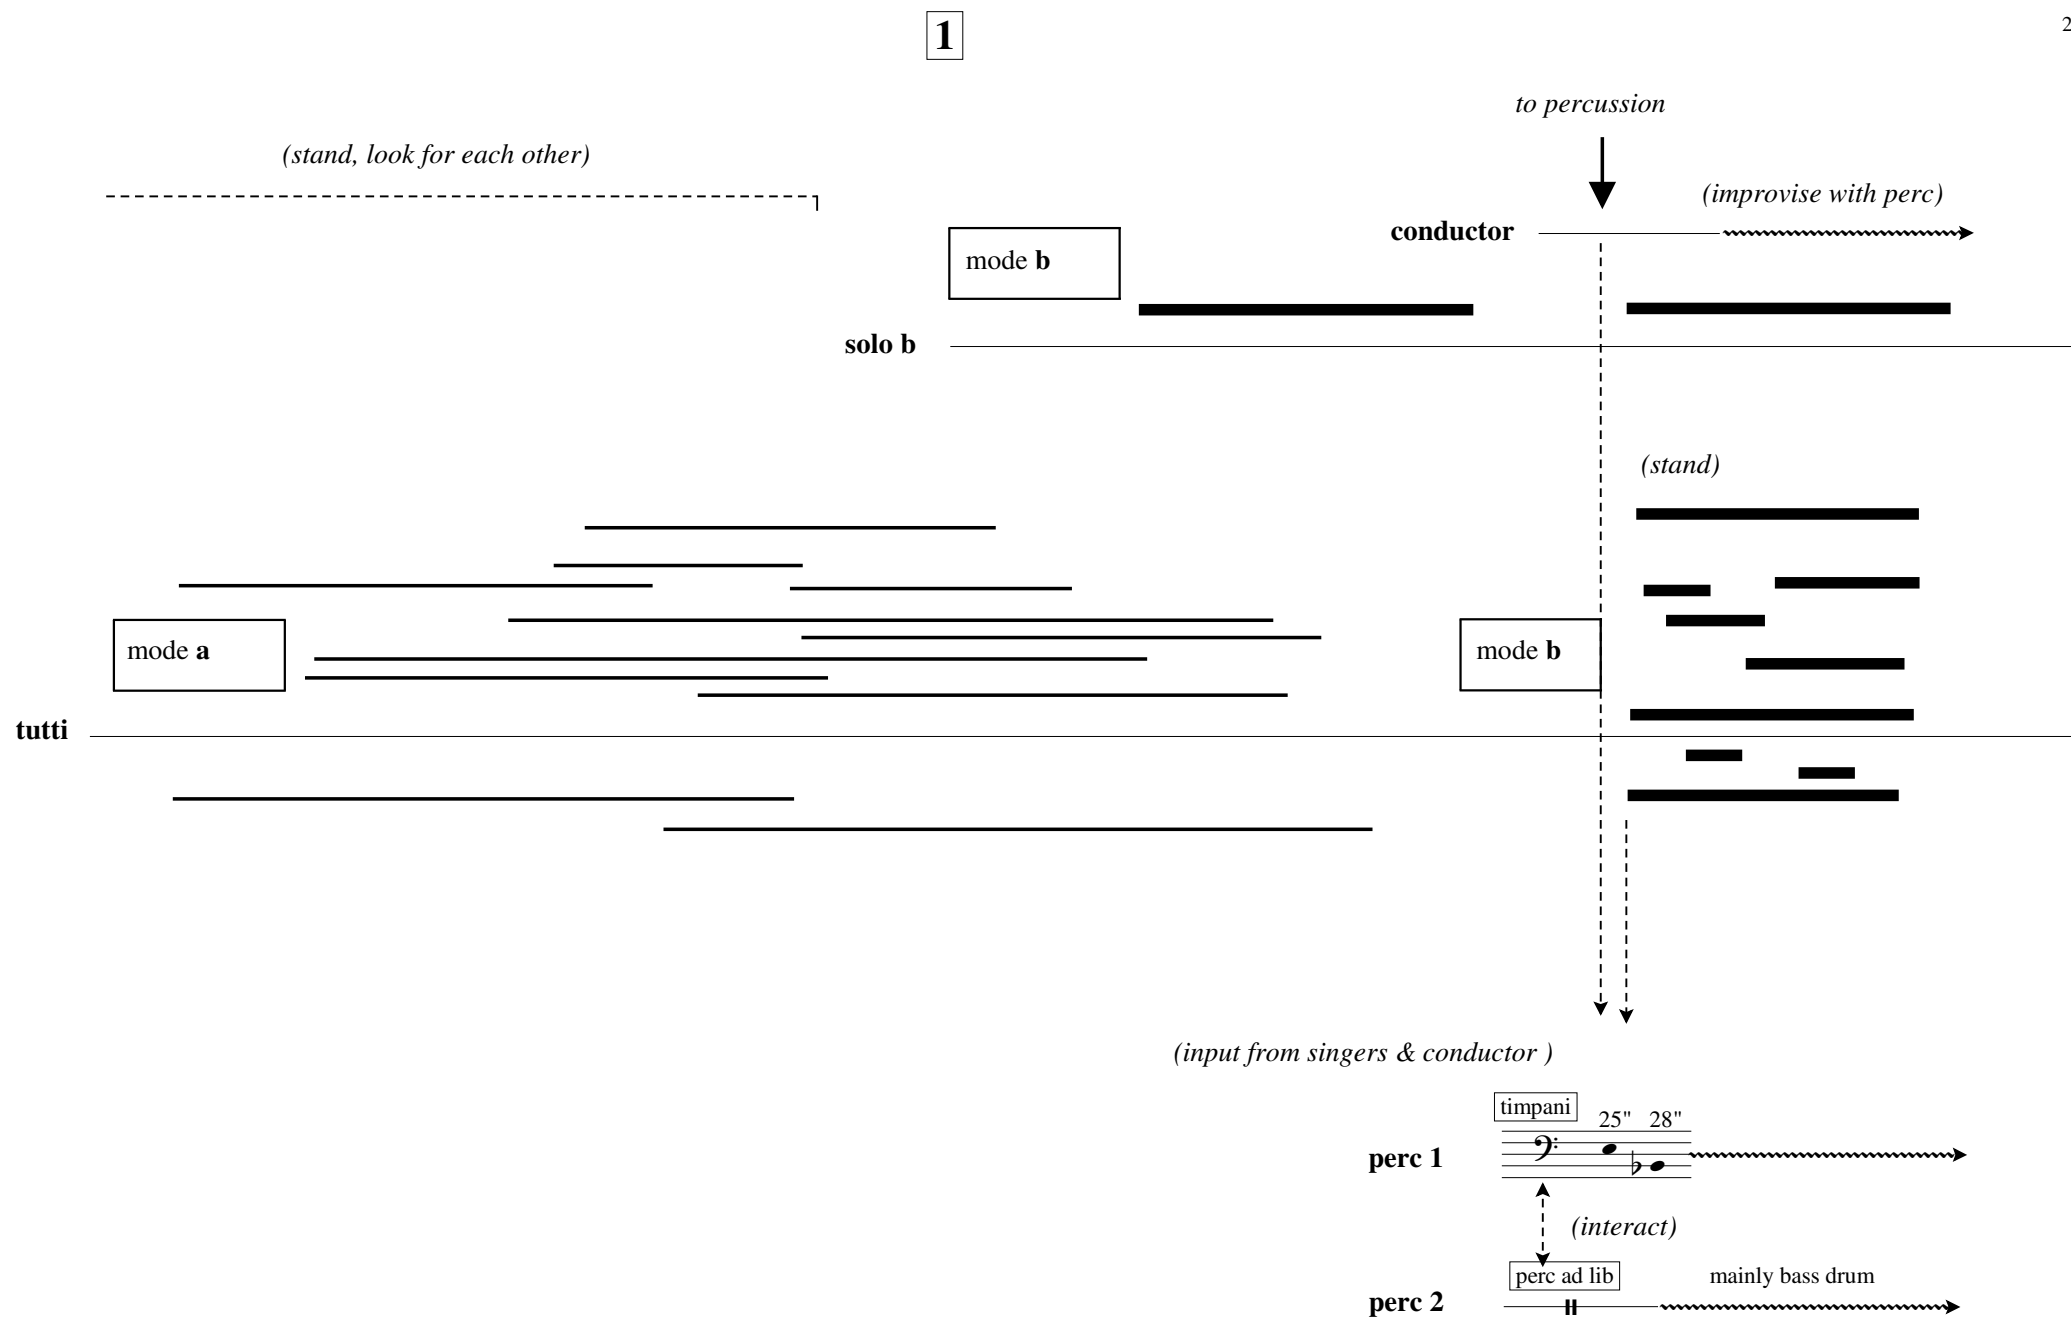 1
2
to percussion
(stand, look for each other)
(improvise with perc)
conductor
mode b
solo b
(stand)
mode a
mode b
tutti
(input from singers & conductor )
timpani
25" 28"
perc 1
(interact)
perc ad lib
mainly bass drum
perc 2